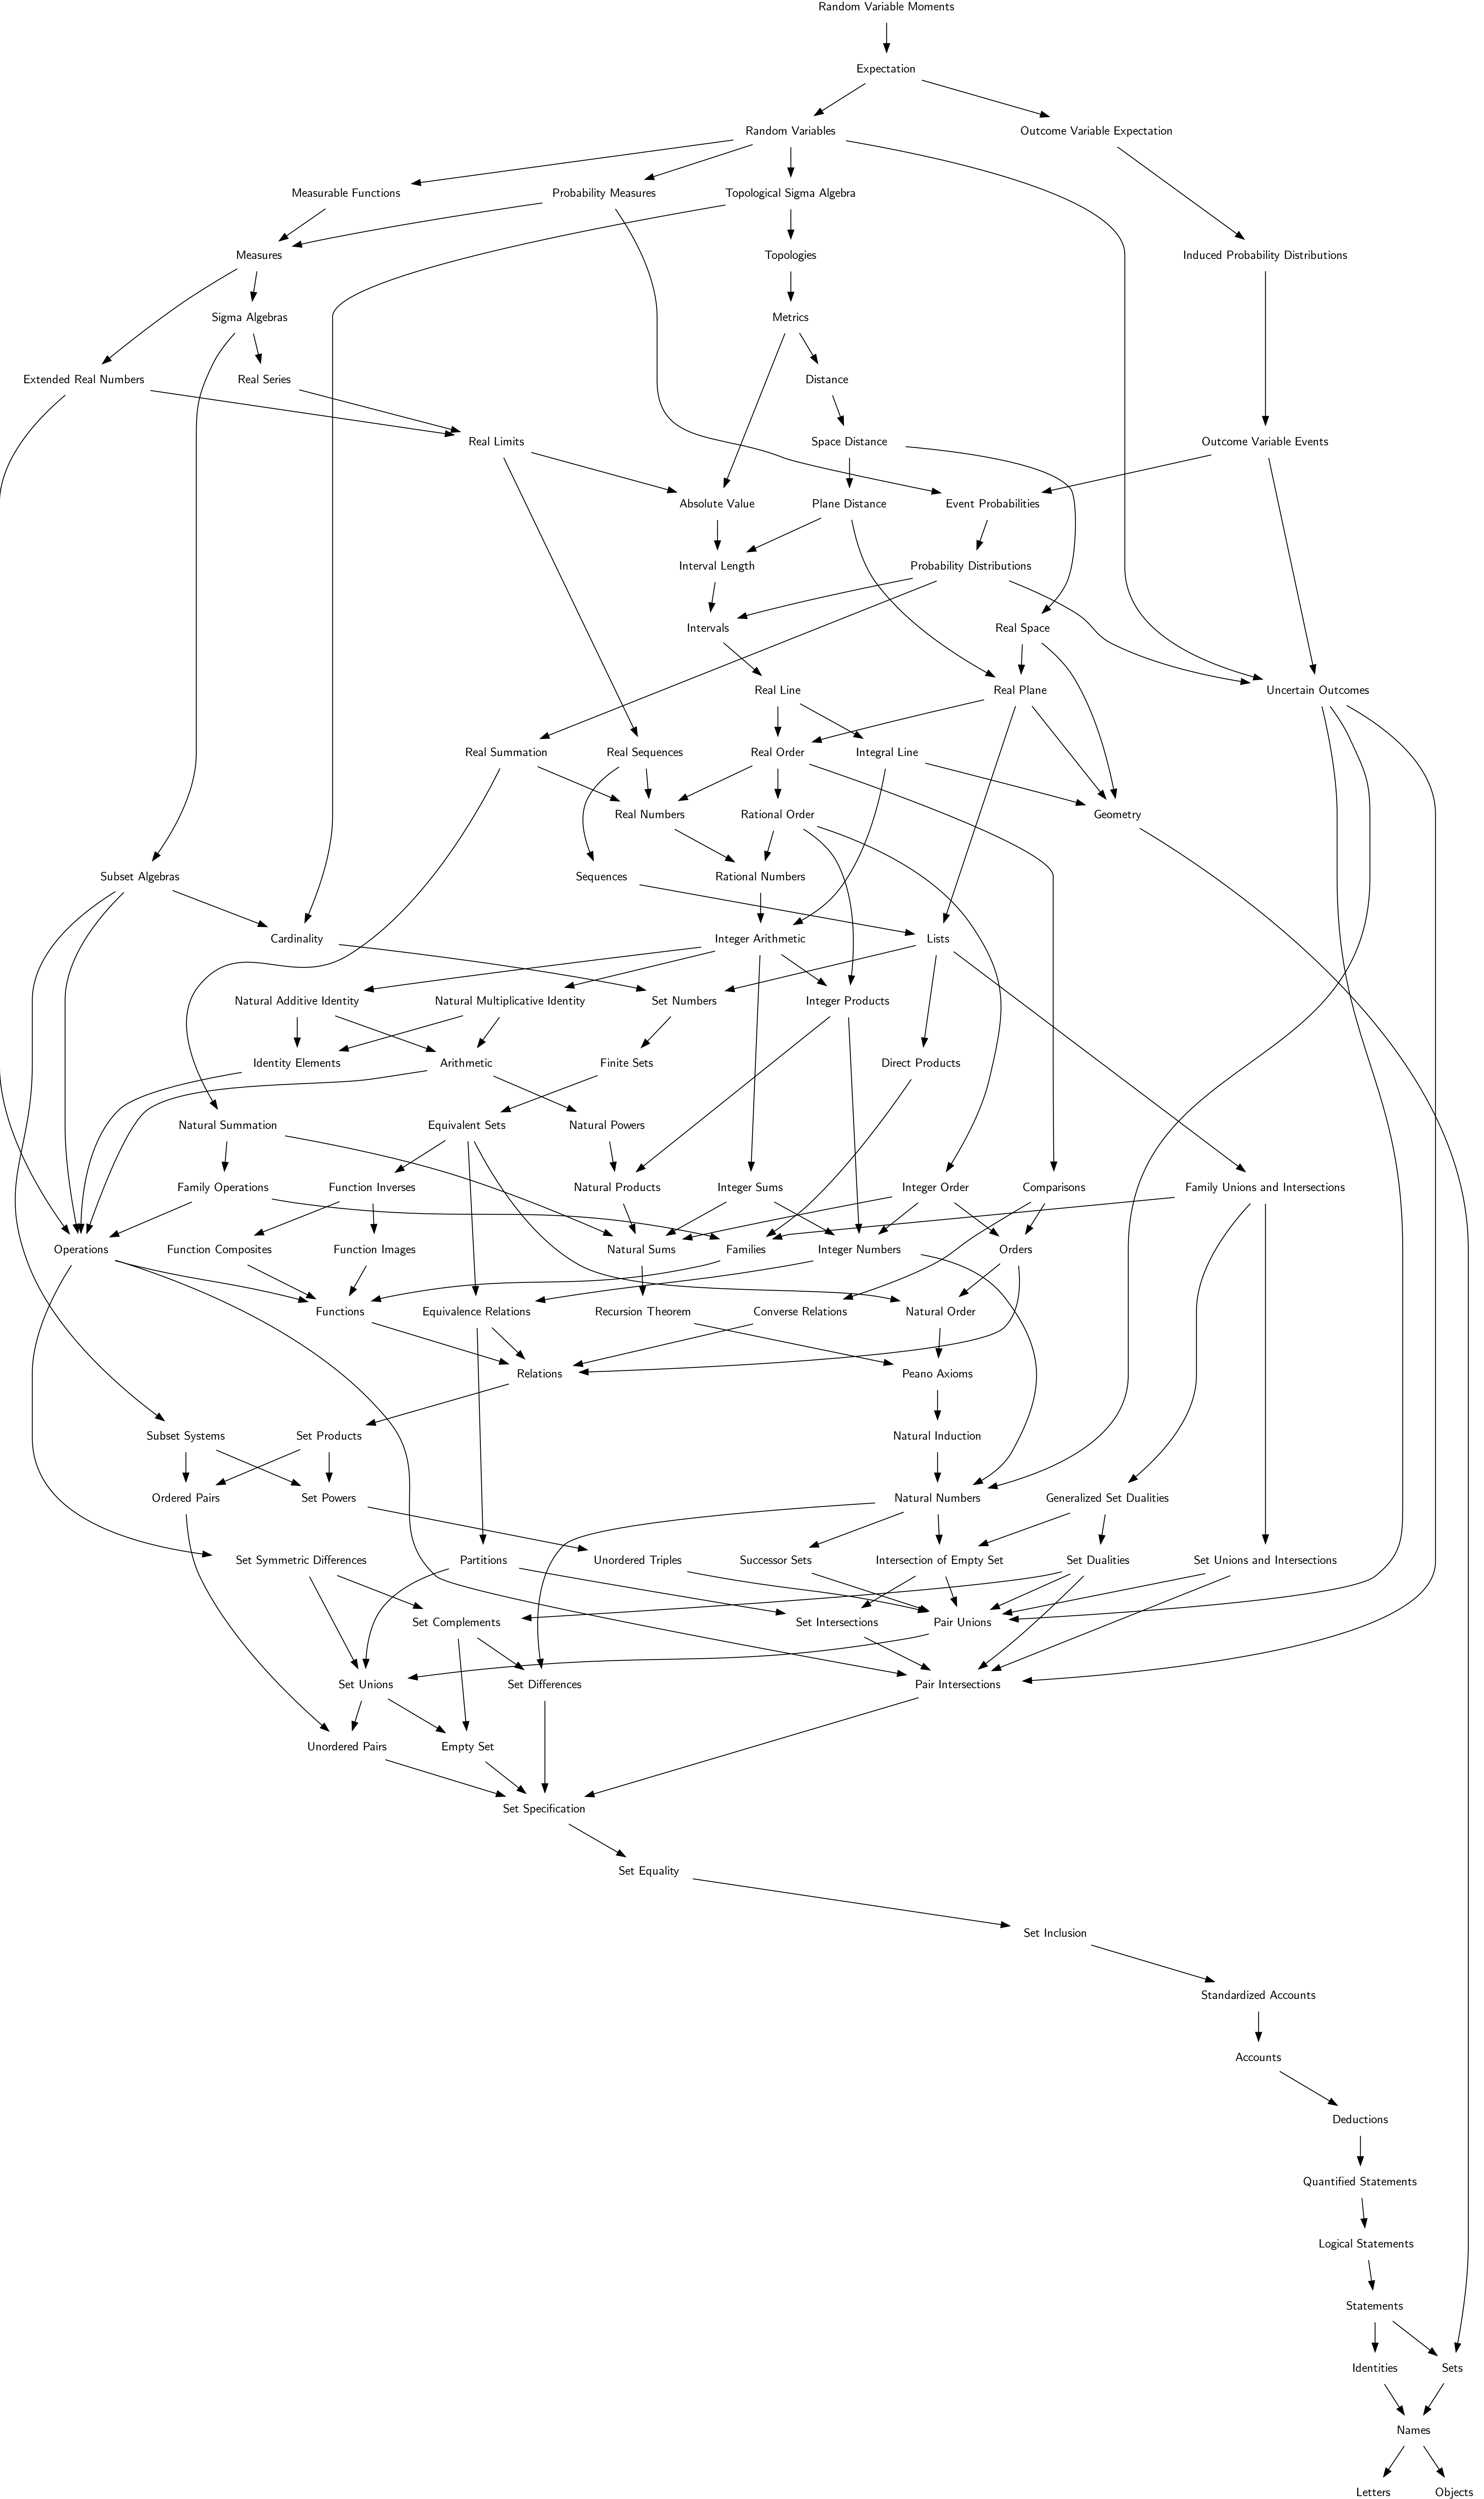 Random Variable Moments
Expectation
Random Variables
Outcome Variable Expectation
Measurable Functions
Probability Measures
Topological Sigma Algebra
Measures
Topologies
Induced Probability Distributions
Sigma Algebras
Metrics
Extended Real Numbers
Real Series
Distance
Real Limits
Space Distance
Outcome Variable Events
Absolute Value
Plane Distance
Event Probabilities
Interval Length
Probability Distributions
Intervals
Real Space
Real Line
Real Plane
Uncertain Outcomes
Real Summation
Real Sequences
Real Order
Integral Line
Real Numbers
Rational Order
Geometry
Subset Algebras
Sequences
Rational Numbers
Cardinality
Integer Arithmetic
Lists
Natural Additive Identity
Natural Multiplicative Identity
Set Numbers
Integer Products
Identity Elements
Arithmetic
Finite Sets
Direct Products
Natural Summation
Equivalent Sets
Natural Powers
Family Operations
Function Inverses
Natural Products
Integer Sums
Integer Order
Comparisons
Family Unions and Intersections
Operations
Function Composites
Function Images
Natural Sums
Families
Integer Numbers
Orders
Functions
Equivalence Relations
Recursion Theorem
Converse Relations
Natural Order
Relations
Peano Axioms
Subset Systems
Set Products
Natural Induction
Ordered Pairs
Set Powers
Natural Numbers
Generalized Set Dualities
Set Symmetric Differences
Partitions
Unordered Triples
Successor Sets
Intersection of Empty Set
Set Dualities
Set Unions and Intersections
Set Complements
Set Intersections
Pair Unions
Set Unions
Set Differences
Pair Intersections
Unordered Pairs
Empty Set
Set Specification
Set Equality
Set Inclusion
Standardized Accounts
Accounts
Deductions
Quantified Statements
Logical Statements
Statements
Identities
Sets
Names
Letters
Objects